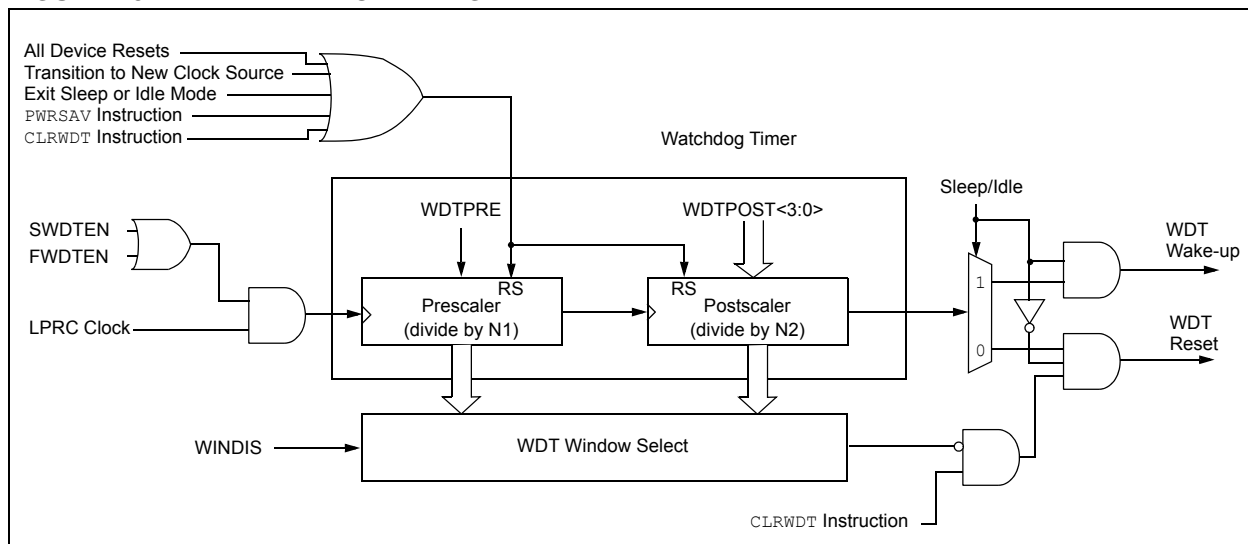 All Device Resets
Transition to New Clock Source
Exit Sleep or Idle Mode
PWRSAV Instruction
CLRWDT Instruction
Watchdog Timer
Sleep/Idle
WDTPRE
WDTPOST<3:0>
SWDTEN
FWDTEN
WDT
Wake-up
RS
RS
Prescaler
(divide by N1)
Postscaler
(divide by N2)
1
0
LPRC Clock
WDT
Reset
WINDIS
WDT Window Select
CLRWDT Instruction